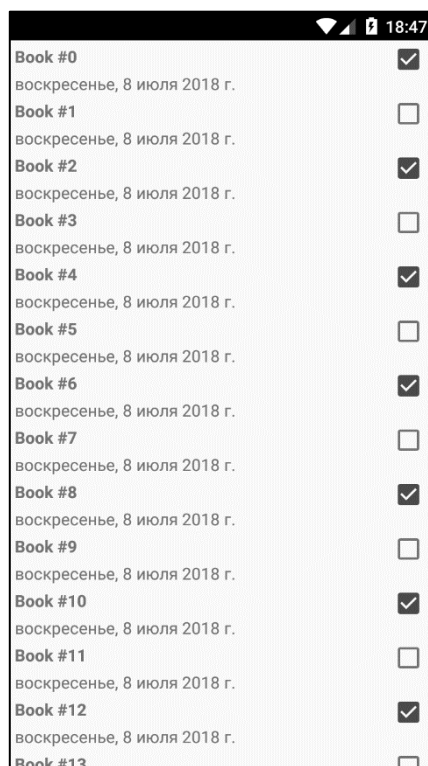 18:47
Book #0
воскресенье, 8 июля 2018 г.
Book #1
воскресенье, 8 июля 2018 г.
Book #2
воскресенье, 8 июля 2018 г.
Book #3
воскресенье, 8 июля 2018 г.
Book #4
воскресенье, 8 июля 2018 г.
Book #5
воскресенье, 8 июля 2018 г.
Book #6
воскресенье, 8 июля 2018 г.
Book #7
воскресенье, 8 июля 2018 г.
Book #8
воскресенье, 8 июля 2018 г.
Book #9
воскресенье, 8 июля 2018 г.
Book #10
воскресенье, 8 июля 2018 г.
Book #11
воскресенье, 8 июля 2018 г.
Book #12
воскресенье, 8 июля 2018 г.
Book #13